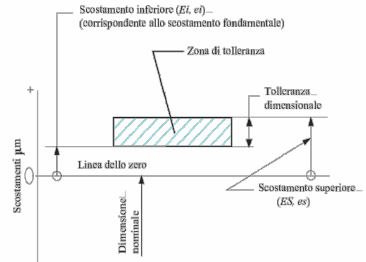 Scostamento inferiore (Ei, ei)...
(corrispondente allo scostamento fondamentale)
Zona di tolleranza
+
Tolleranza...
dimensionale
Linea dello zero
Scostamenti μm
0
Dimensione...
nominale
Scostamento superiore...
(ES, es)